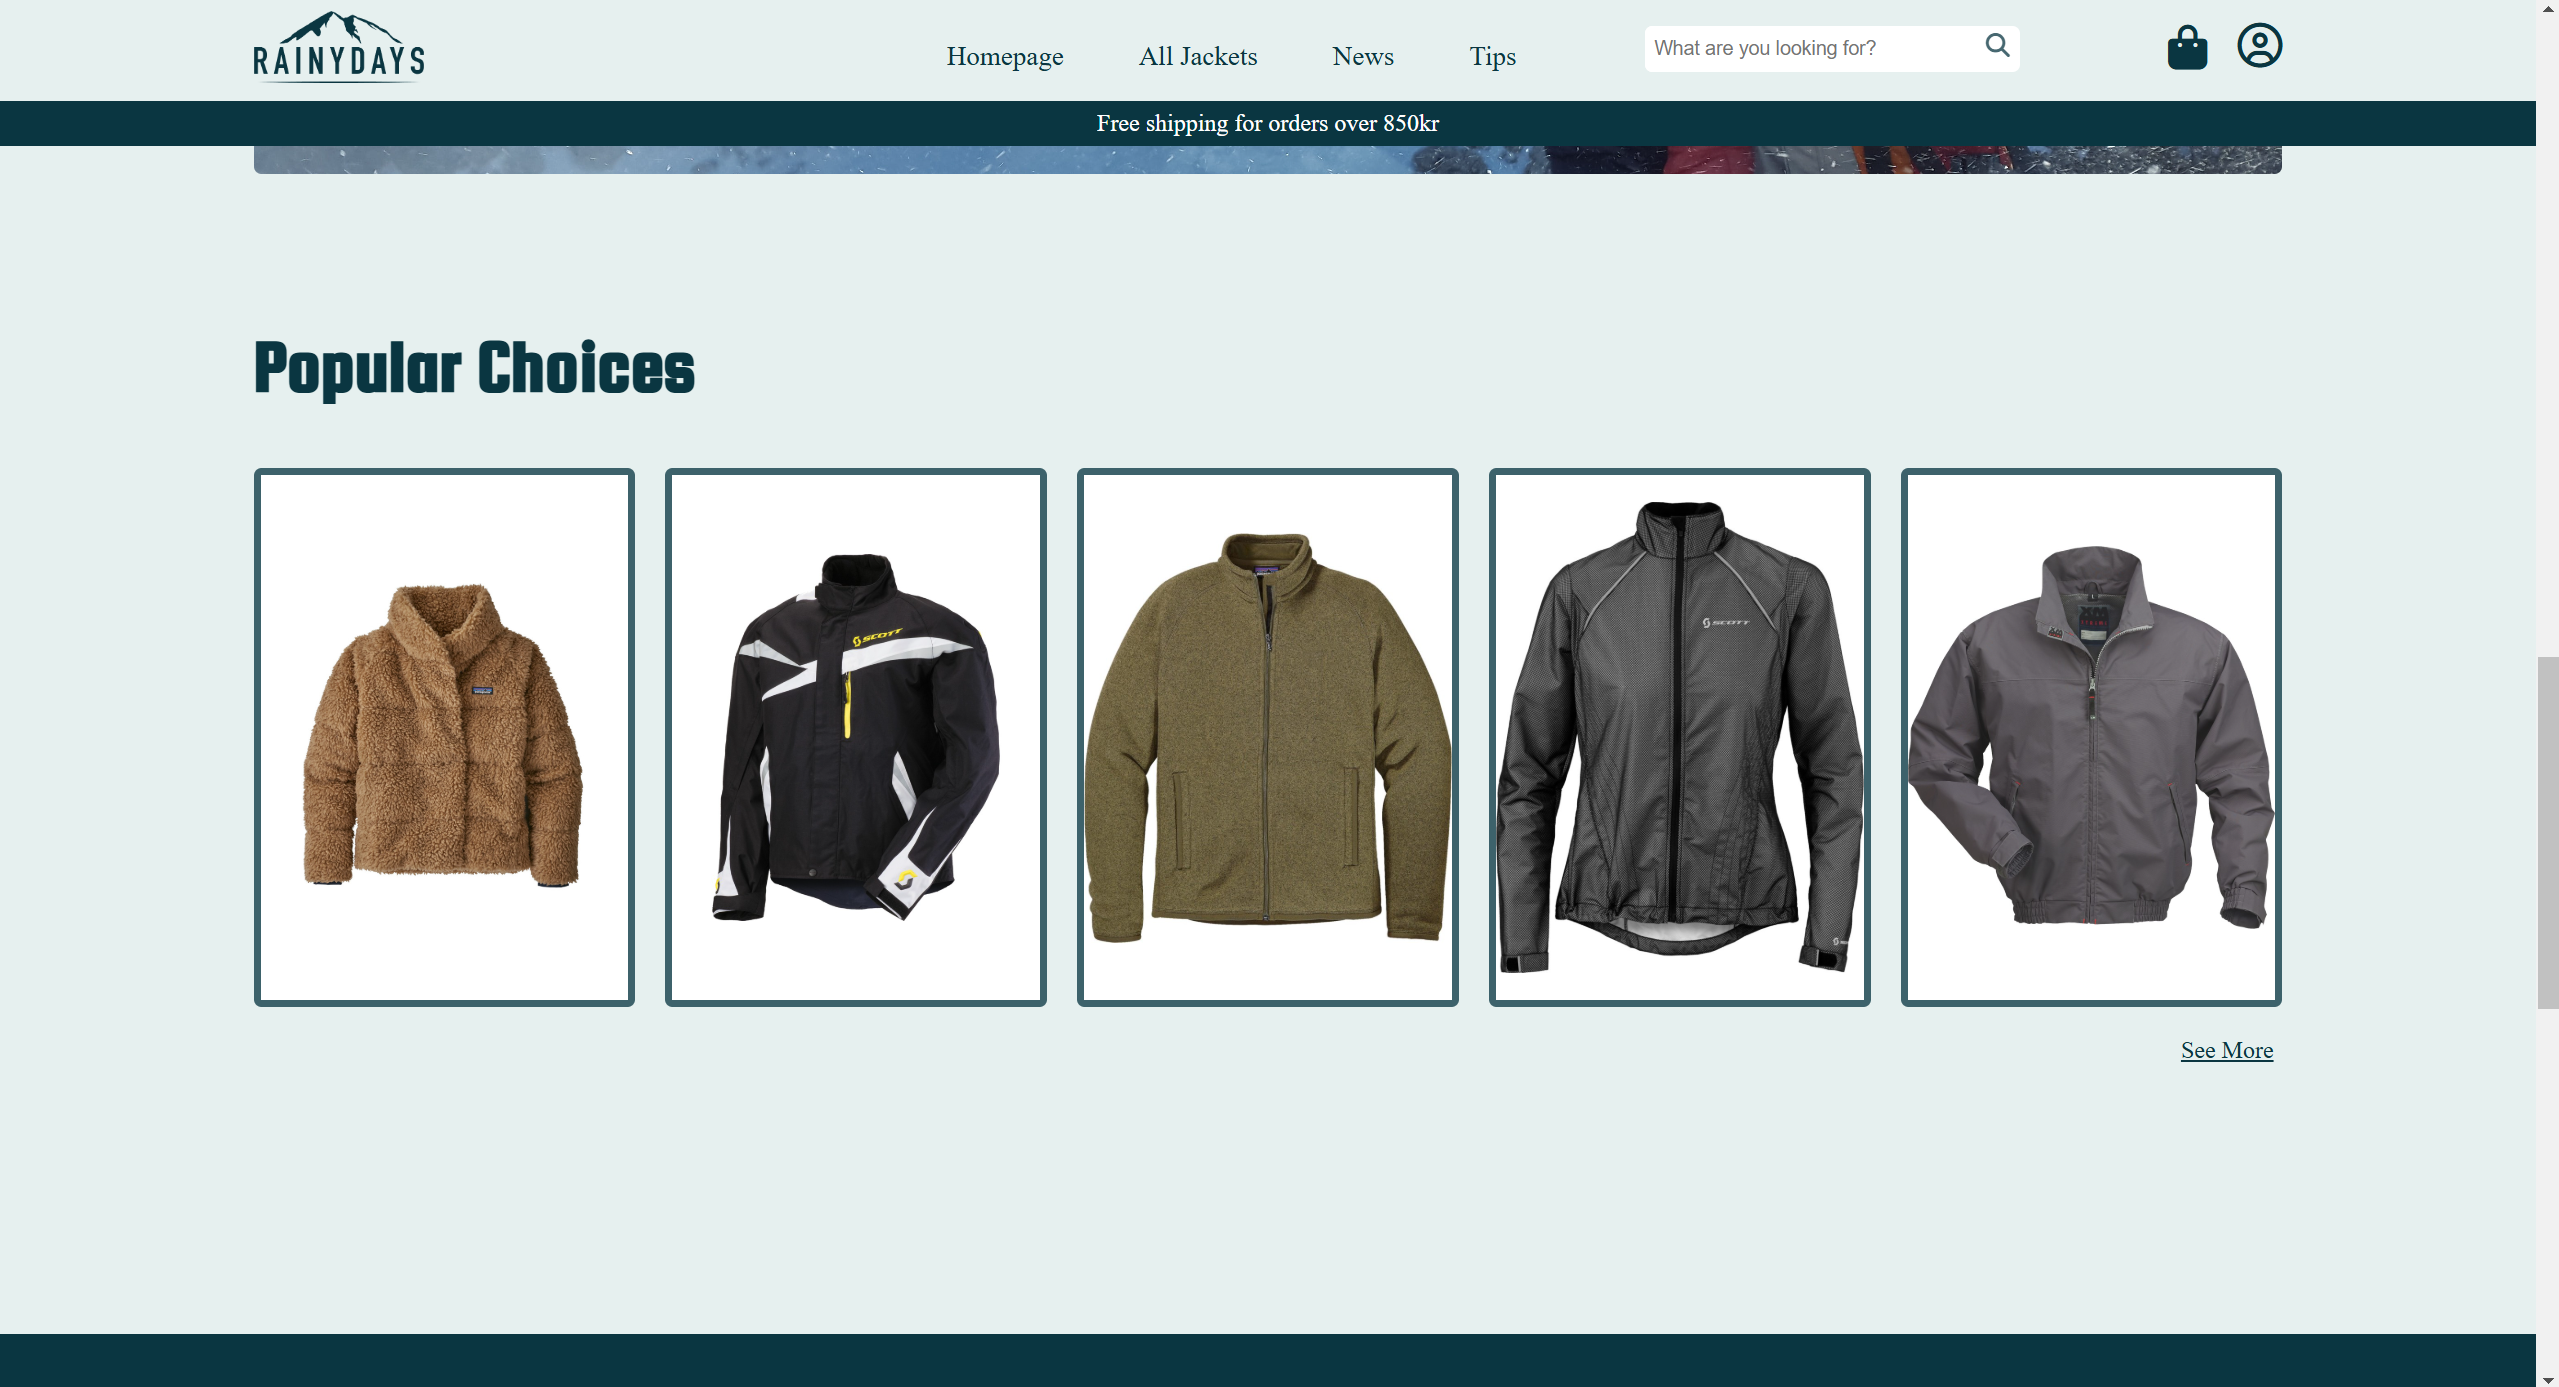 RAINYDAYS
Homepage
All Jackets
News
Tips
What are you looking for?
Free shipping for orders over 850kr
Popular Choices
SCOTT
SCOTT
See More